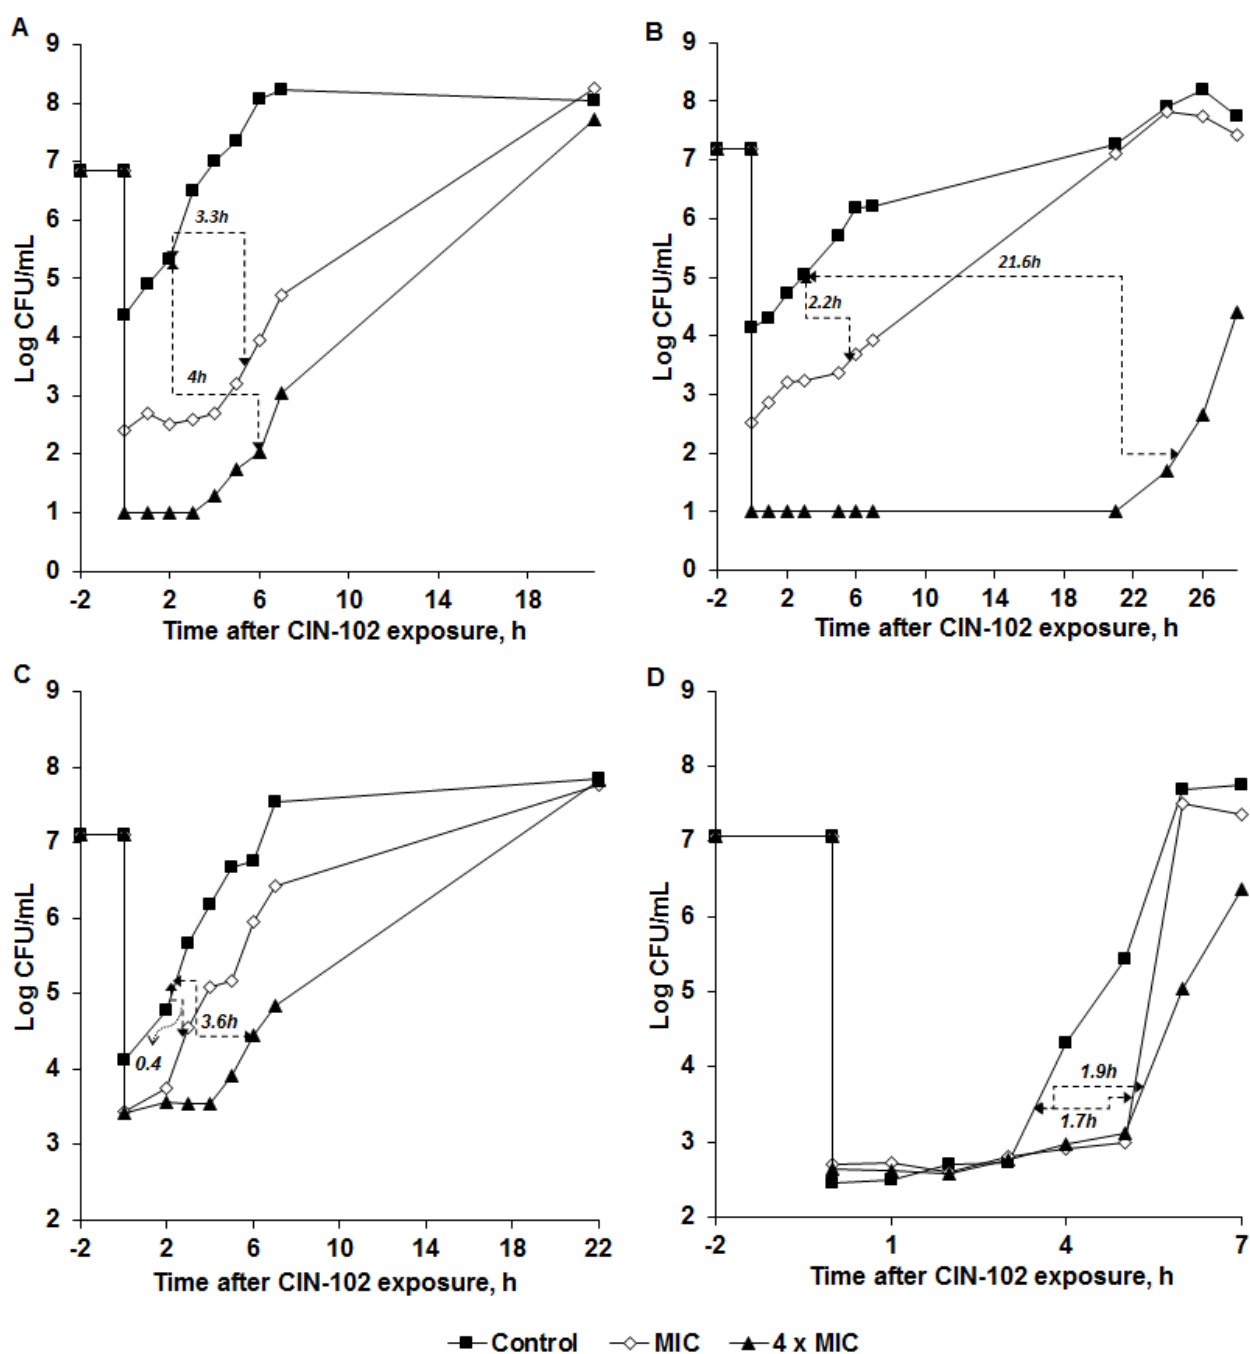 A
9
8
7
6
5
4
3
2
1
0
Log CFU/mL
3.3h
4h
-2 2 6 10 14 18
Time after CIN-102 exposure, h
B
9
8
7
6
5
4
3
2
1
0
Log CFU/mL
21.6h
2.2h
-2 2 6 10 14 18 22 26
Time after CIN-102 exposure, h
C
9
8
7
6
5
4
3
2
Log CFU/mL
3.6h
0.4
-2 2 6 10 14 18 22
Time after CIN-102 exposure, h
D
9
8
7
6
5
4
3
2
Log CFU/mL
1.9h
1.7h
-2 1 4 7
Time after CIN-102 exposure, h
Control MIC 4 x MIC